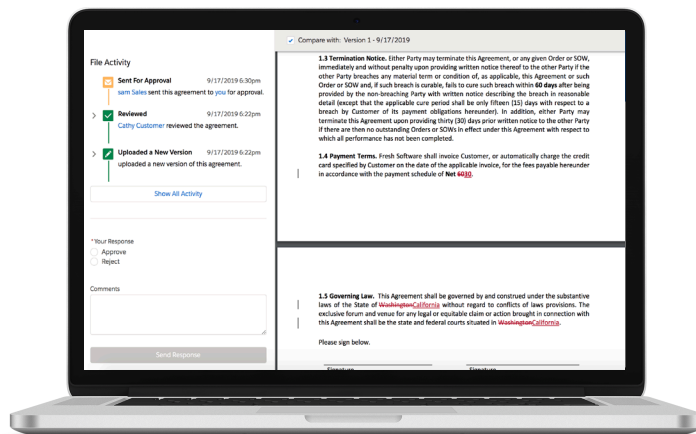 Compare with: Version 1 - 9/17/2019
File Activity
Sent For Approval 9/17/2019 6:30pm
sam Sales sent this agreement to you for approval.
Reviewed 9/17/2019 6:22pm
Cathy Customer reviewed the agreement.
Uploaded a New Version 9/17/2019 6:22pm
uploaded a new version of this agreement.
Show All Activity
*Your Response
Approve
Reject
Comments
Send Response
1.3 Termination Notice. Either Party may terminate this Agreement, or any given Order or SOW,
immediately and without penalty upon providing written notice thereof to the other Party if the
other Party breaches any material term or condition of, as applicable, this Agreement or such
Order or SOW and, if such breach is curable, fails to cure such breach within 60 days after being
provided by the non-breaching Party with written notice describing the breach in reasonable
detail (except that the applicable cure period shall be only fifteen (15) days with respect to a
breach by Customer of its payment obligations hereunder). In addition, either Party may
terminate this Agreement upon providing thirty (30) days prior written notice to the other Party
if there are then no outstanding Orders or SOWs in effect under this Agreement with respect to
which all performance has not been completed.
1.4 Payment Terms. Fresh Software shall invoice Customer, or automatically charge the credit
card specified by Customer on the date of the applicable invoice, for the fees payable hereunder
in accordance with the payment schedule of Net 6030.
1.5 Governing Law. This Agreement shall be governed by and construed under the substantive
laws of the State of WashingtonCalifornia without regard to conflicts of laws provisions. The
exclusive forum and venue for any legal or equitable claim or action brought in connection with
this Agreement shall be the state and federal courts situated in WashingtonCalifornia.
Please sign below.
Signature Signature